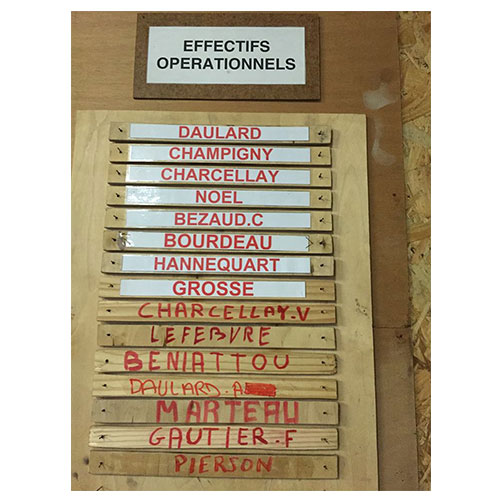 EFFECTIFS
OPERATIONNELS
DAULARD
CHAMPIGNY
CHARCELLAY
NOEL
BEZAUD.C
BOURDEAU
HANNEQUART
GROSSE
CHARCELLAY.V
LEFEBVRE
BENIATTOU
DAULARD.A
MARTEAU
GAUTIER.F
PIERSON